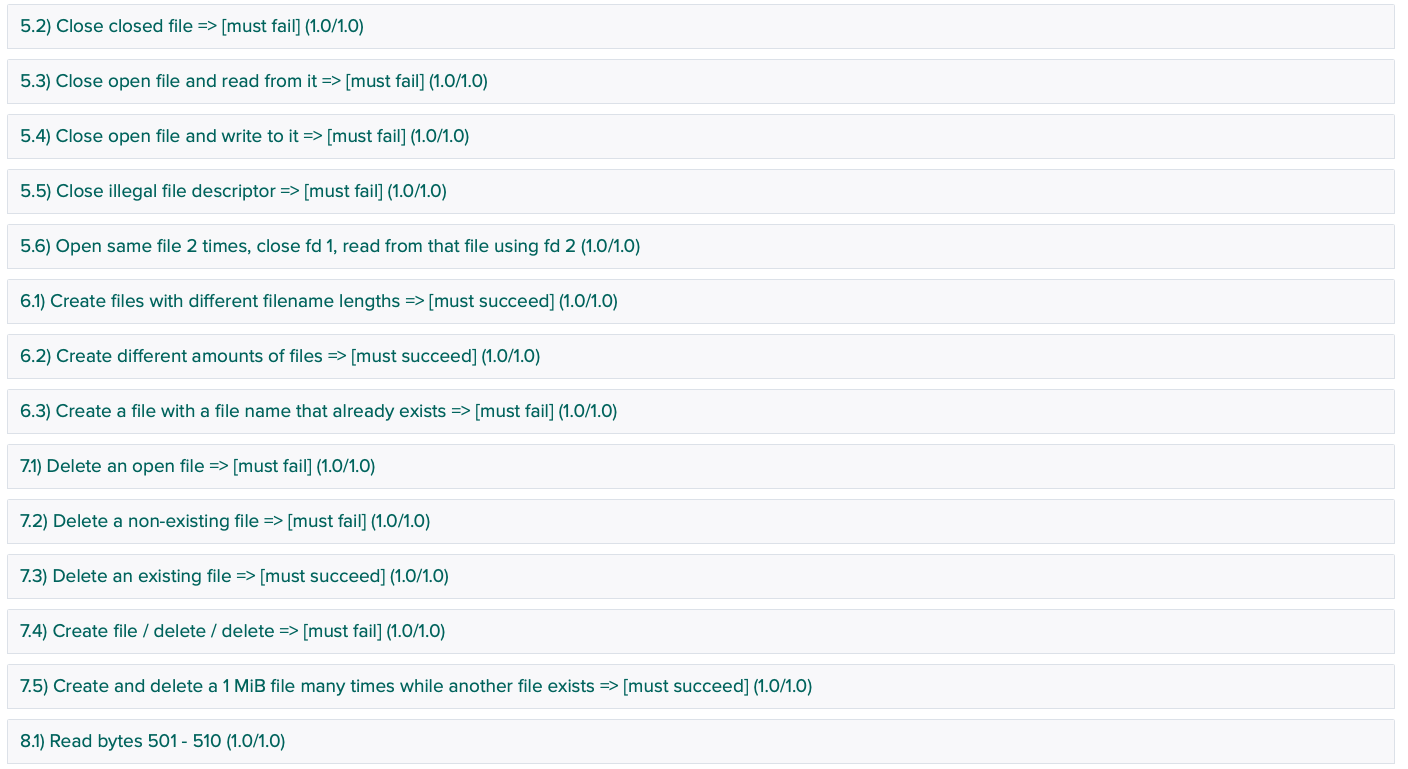 5.2) Close closed file => [must fail] (1.0/1.0)
5.3) Close open file and read from it => [must fail] (1.0/1.0)
5.4) Close open file and write to it => [must fail] (1.0/1.0)
5.5) Close illegal file descriptor => [must fail] (1.0/1.0)
5.6) Open same file 2 times, close fd 1, read from that file using fd 2 (1.0/1.0)
6.1) Create files with different filename lengths => [must succeed] (1.0/1.0)
6.2) Create different amounts of files => [must succeed] (1.0/1.0)
6.3) Create a file with a file name that already exists => [must fail] (1.0/1.0)
7.1) Delete an open file => [must fail] (1.0/1.0)
7.2) Delete a non-existing file => [must fail] (1.0/1.0)
7.3) Delete an existing file => [must succeed] (1.0/1.0)
7.4) Create file / delete / delete => [must fail] (1.0/1.0)
7.5) Create and delete a 1 MiB file many times while another file exists => [must succeed] (1.0/1.0)
8.1) Read bytes 501 - 510 (1.0/1.0)